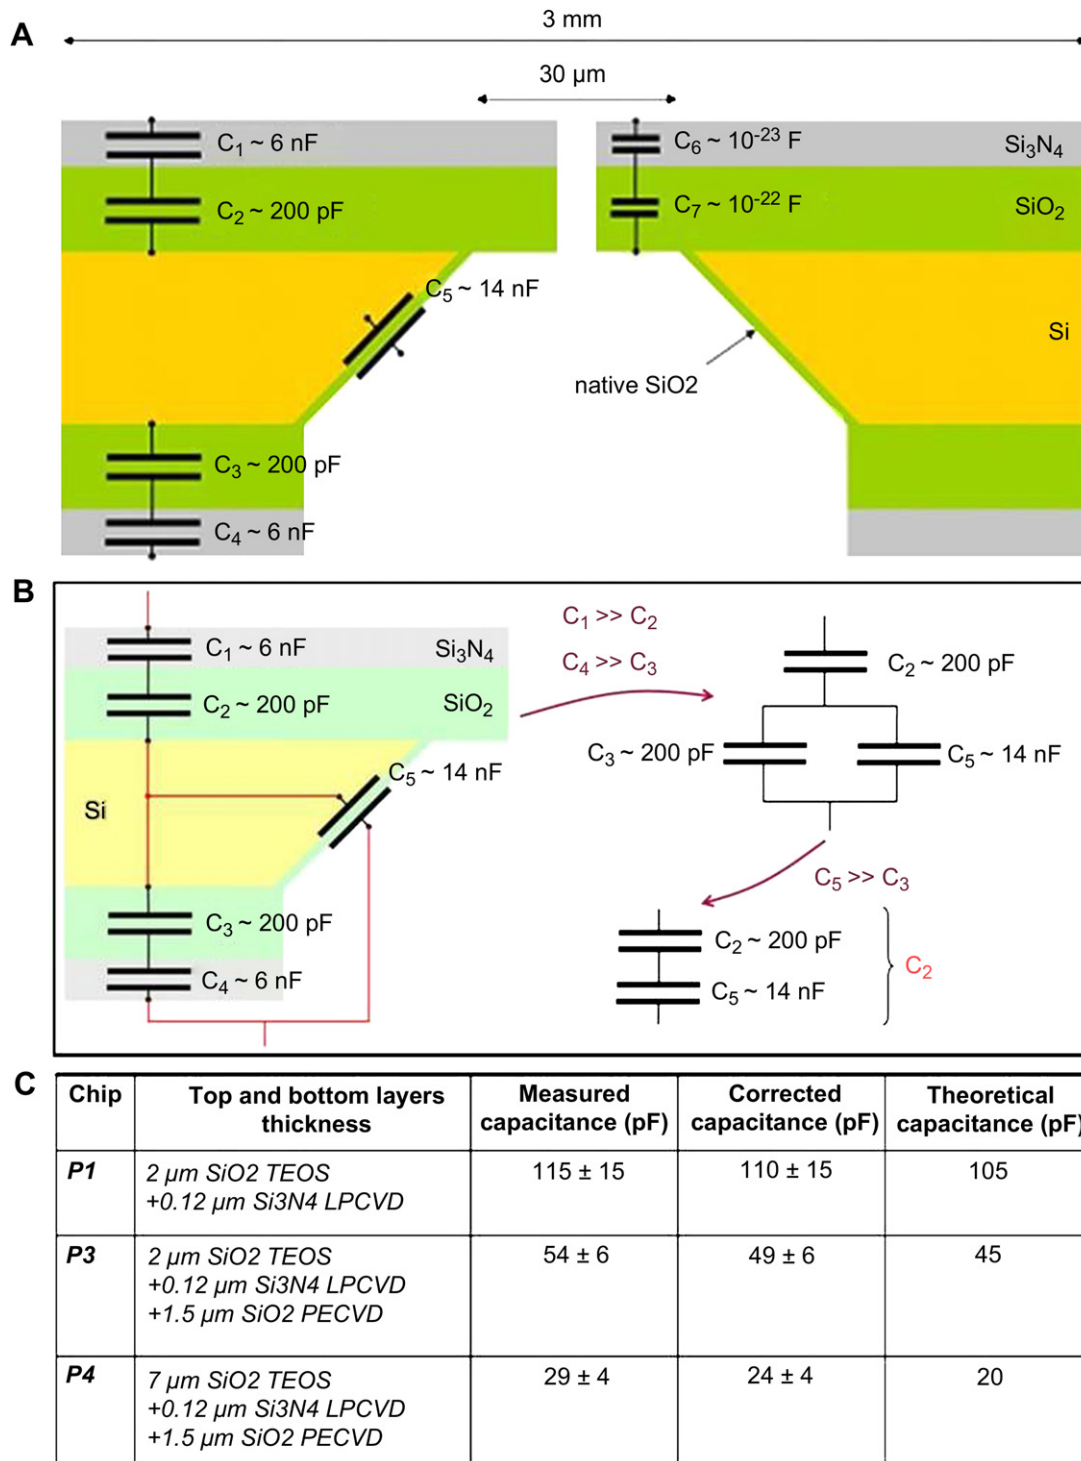 A
3 mm
30 µm
C₁ ~ 6 nF
C₆ ~ 10⁻²³ F
Si₃N₄
C₂ ~ 200 pF
C₇ ~ 10⁻²² F
SiO₂
C₅ ~ 14 nF
Si
native SiO2
C₃ ~ 200 pF
C₄ ~ 6 nF
B
C₁ ~ 6 nF
Si₃N₄
C₂ ~ 200 pF
SiO₂
C₅ ~ 14 nF
Si
C₃ ~ 200 pF
C₄ ~ 6 nF
C₁ >> C₂
C₄ >> C₃
C₂ ~ 200 pF
C₃ ~ 200 pF
C₅ ~ 14 nF
C₅ >> C₃
C₂ ~ 200 pF
C₅ ~ 14 nF
C₂
C
Chip
Top and bottom layers
thickness
Measured
capacitance (pF)
Corrected
capacitance (pF)
Theoretical
capacitance (pF)
P1
2 µm SiO2 TEOS
+0.12 µm Si3N4 LPCVD
115 ± 15
110 ± 15
105
P3
2 µm SiO2 TEOS
+0.12 µm Si3N4 LPCVD
+1.5 µm SiO2 PECVD
54 ± 6
49 ± 6
45
P4
7 µm SiO2 TEOS
+0.12 µm Si3N4 LPCVD
+1.5 µm SiO2 PECVD
29 ± 4
24 ± 4
20